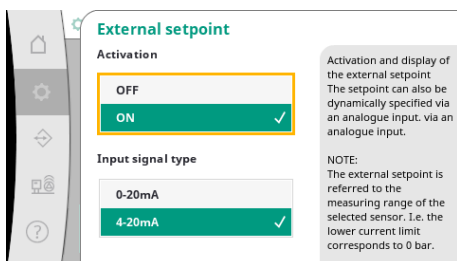 External setpoint
Activation
OFF
ON
Input signal type
0-20mA
4-20mA
Activation and display of
the external setpoint
The setpoint can also be
dynamically specified via
an analogue input. via an
analogue input.
NOTE:
The external setpoint is
referred to the
measuring range of the
selected sensor. I.e. the
lower current limit
corresponds to 0 bar.
?